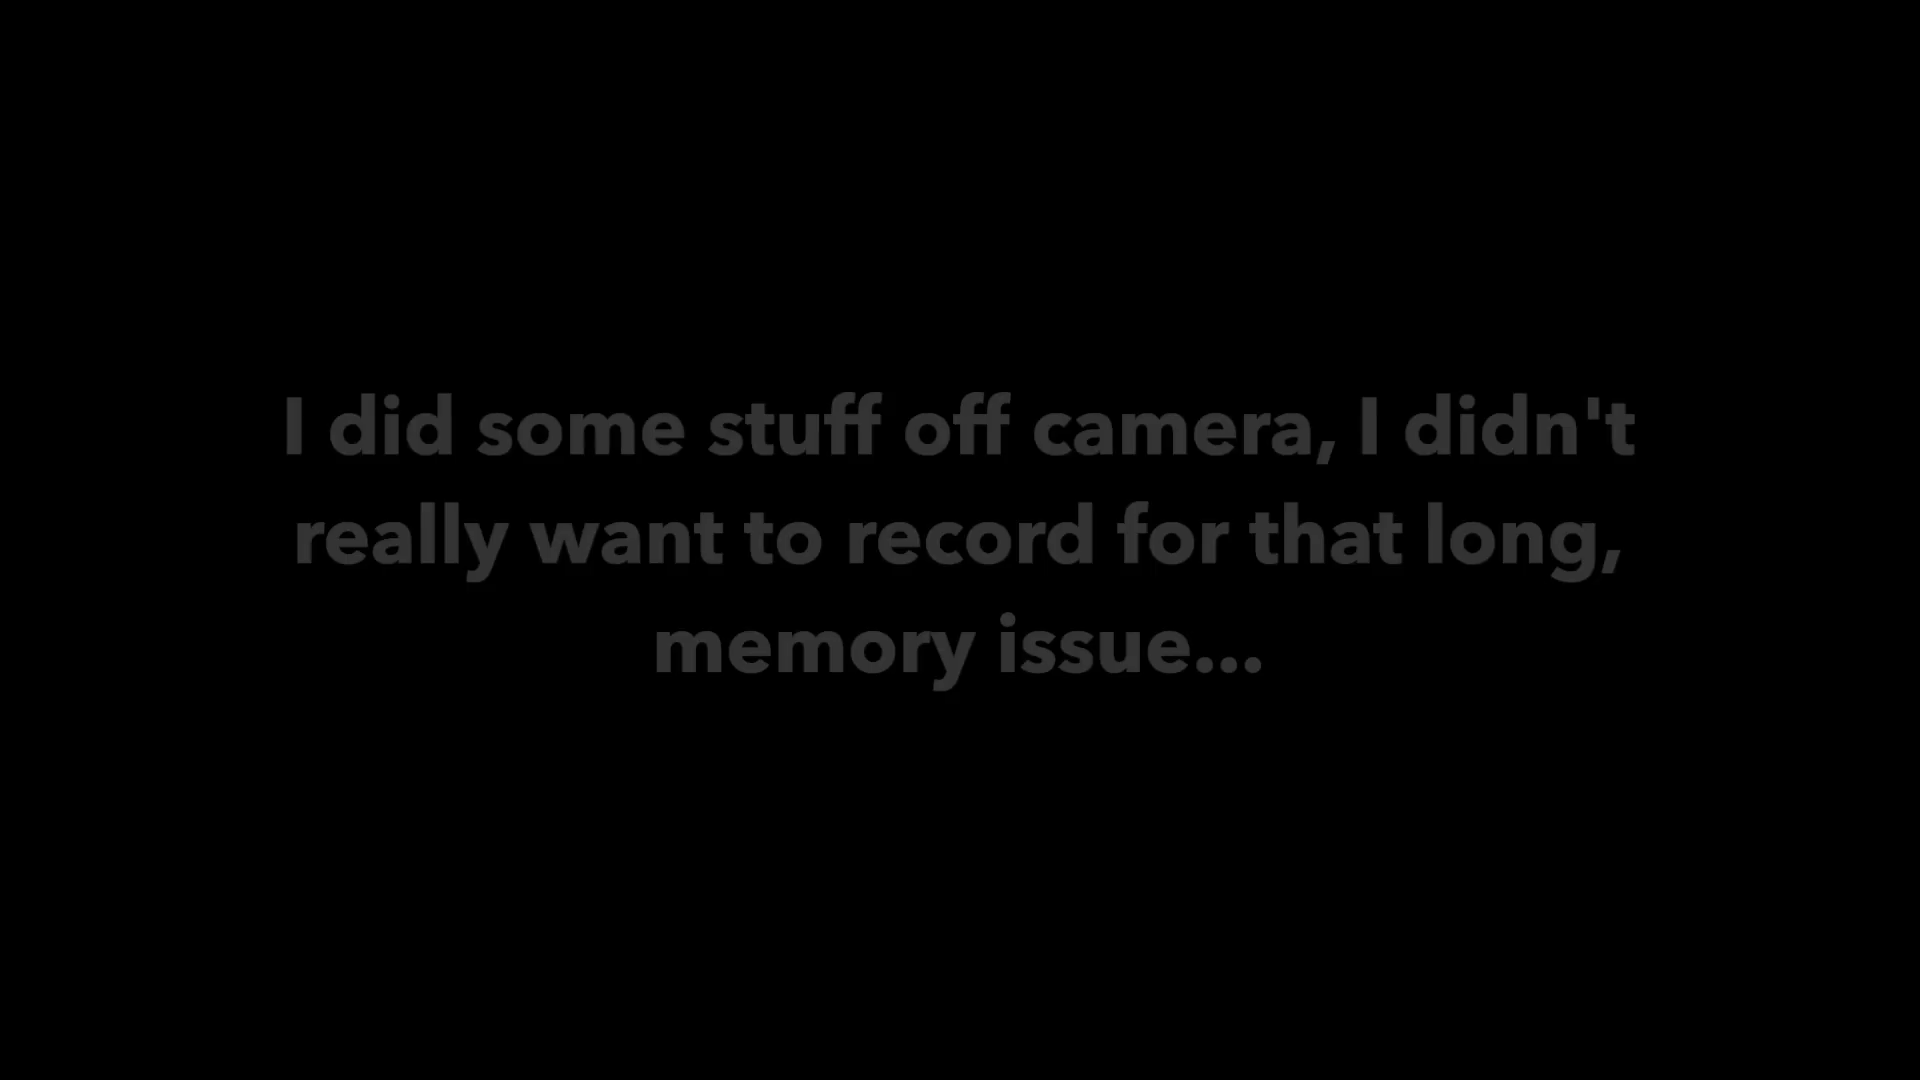 I did some stuff off camera, I didn't
really want to record for that long,
memory issue...